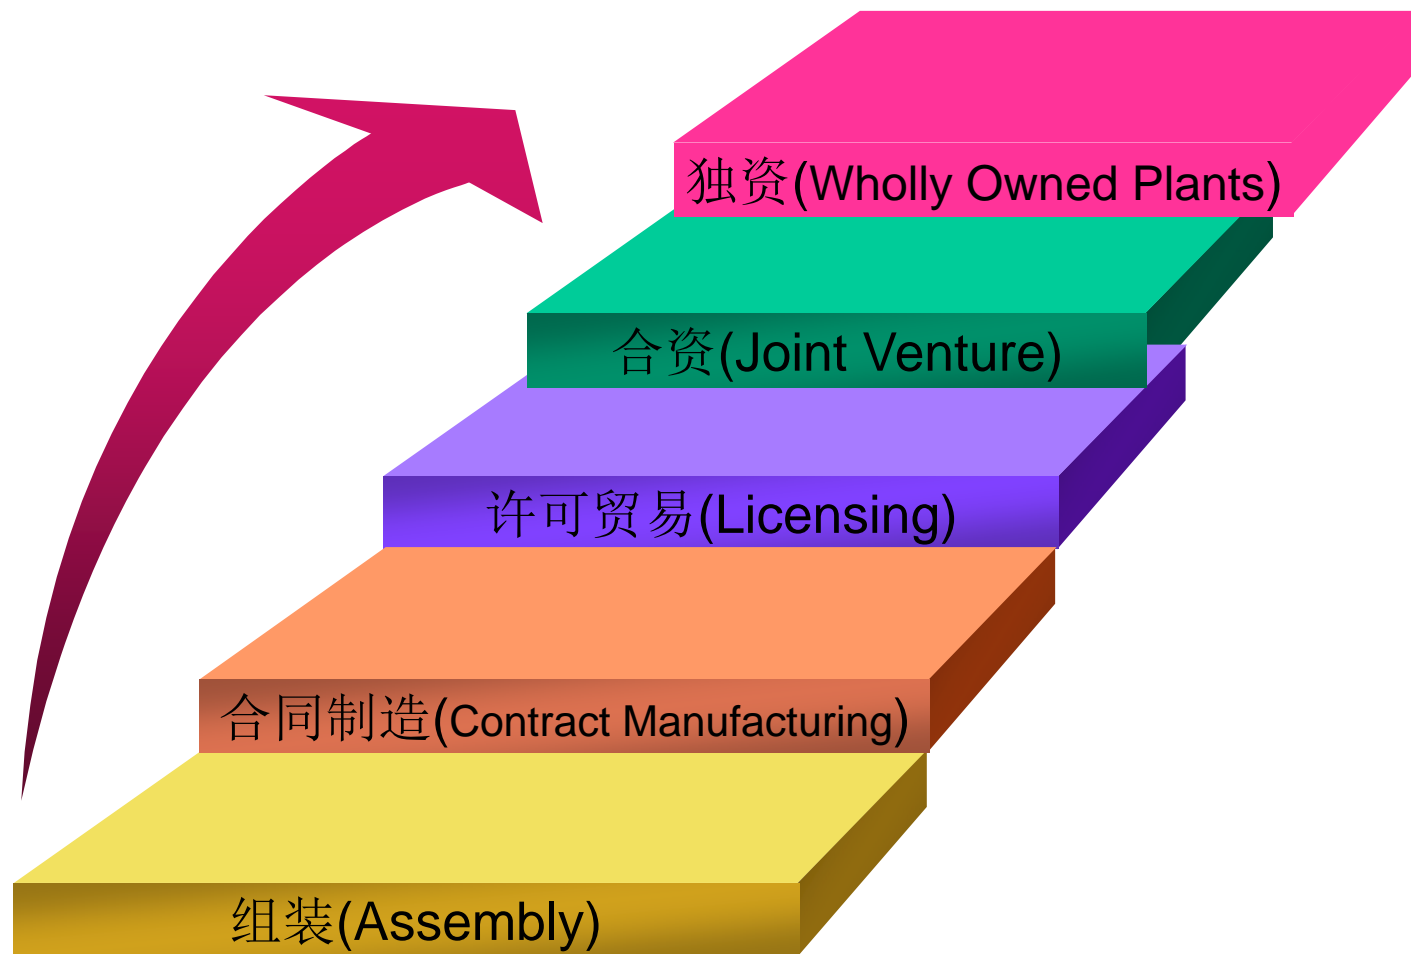 独资(Wholly Owned Plants)
合资(Joint Venture)
许可贸易(Licensing)
合同制造(Contract Manufacturing)
组装(Assembly)